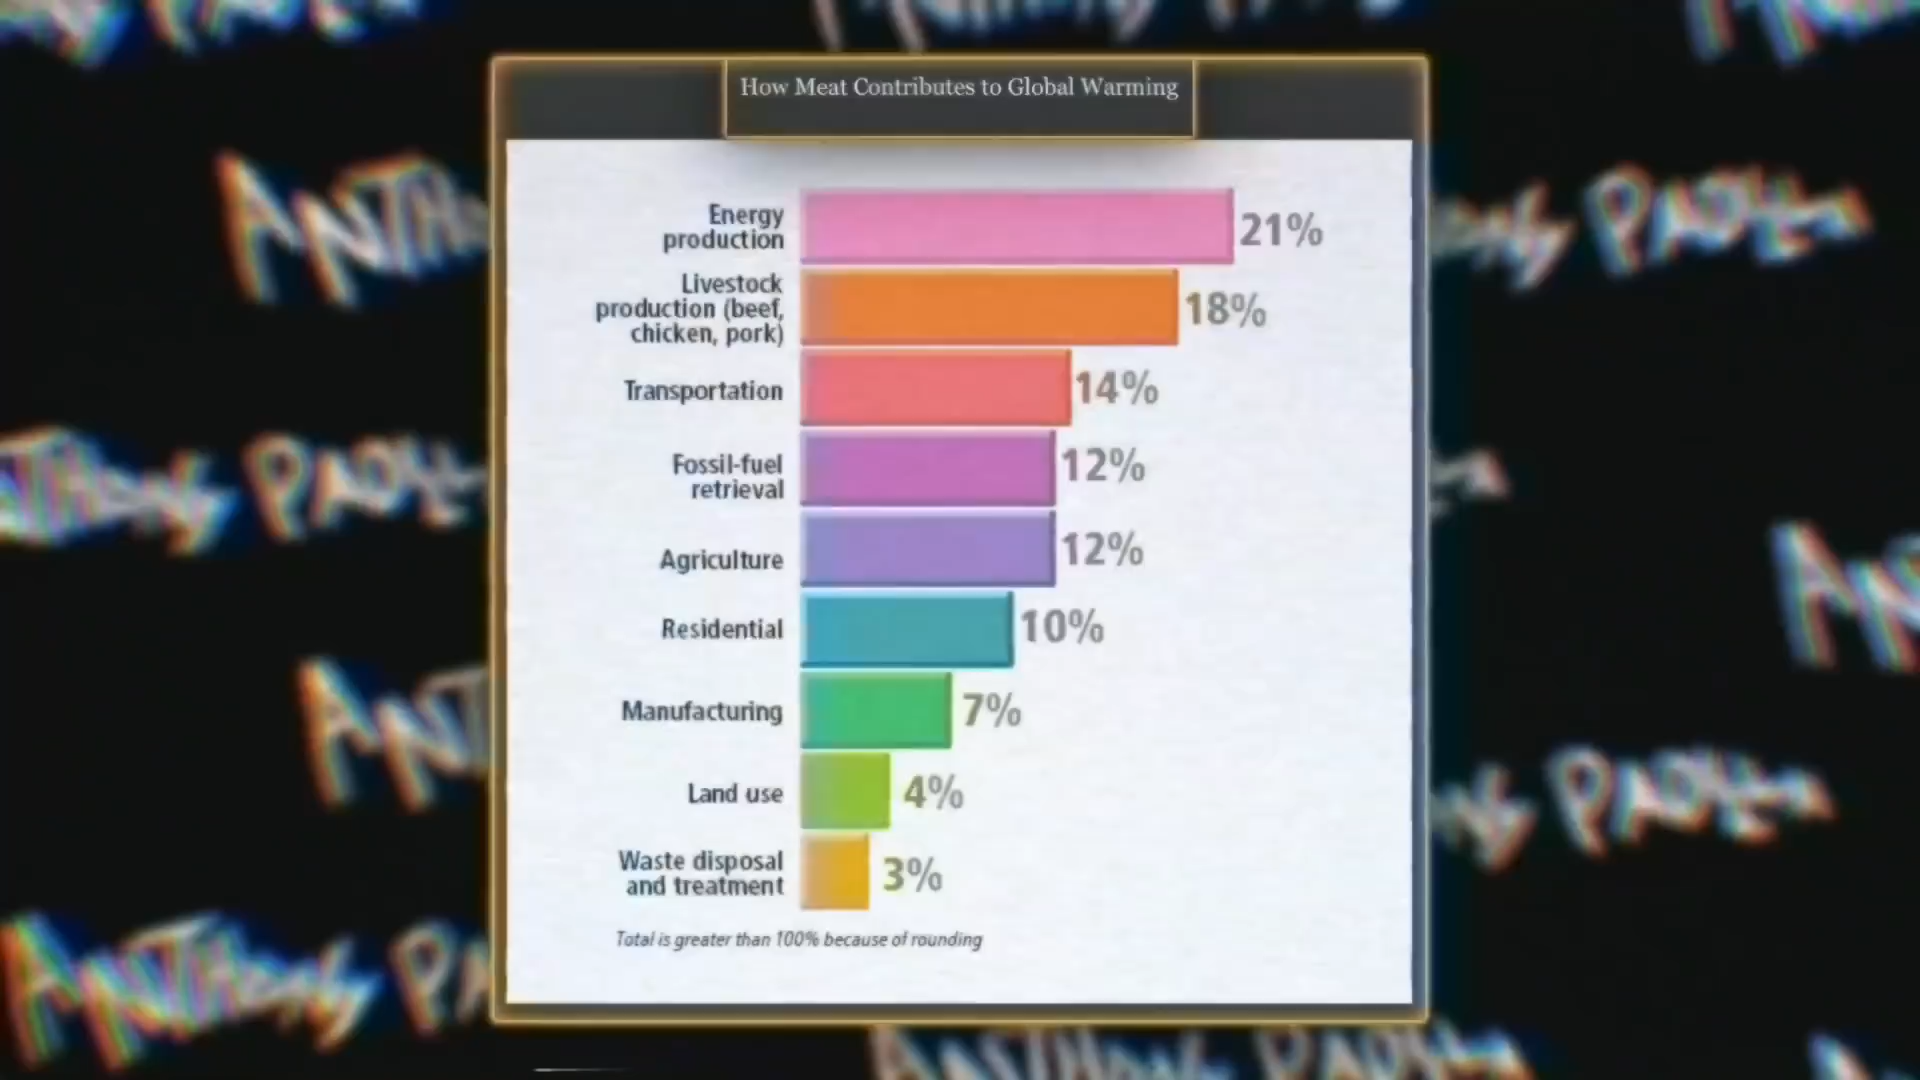 How Meat Contributes to Global Warming
Energy
production
21%
Livestock
production (beef,
chicken, pork)
18%
Transportation
14%
Fossil-fuel
retrieval
12%
Agriculture
12%
Residential
10%
Manufacturing
7%
Land use
4%
Waste disposal
and treatment
3%
Total is greater than 100% because of rounding